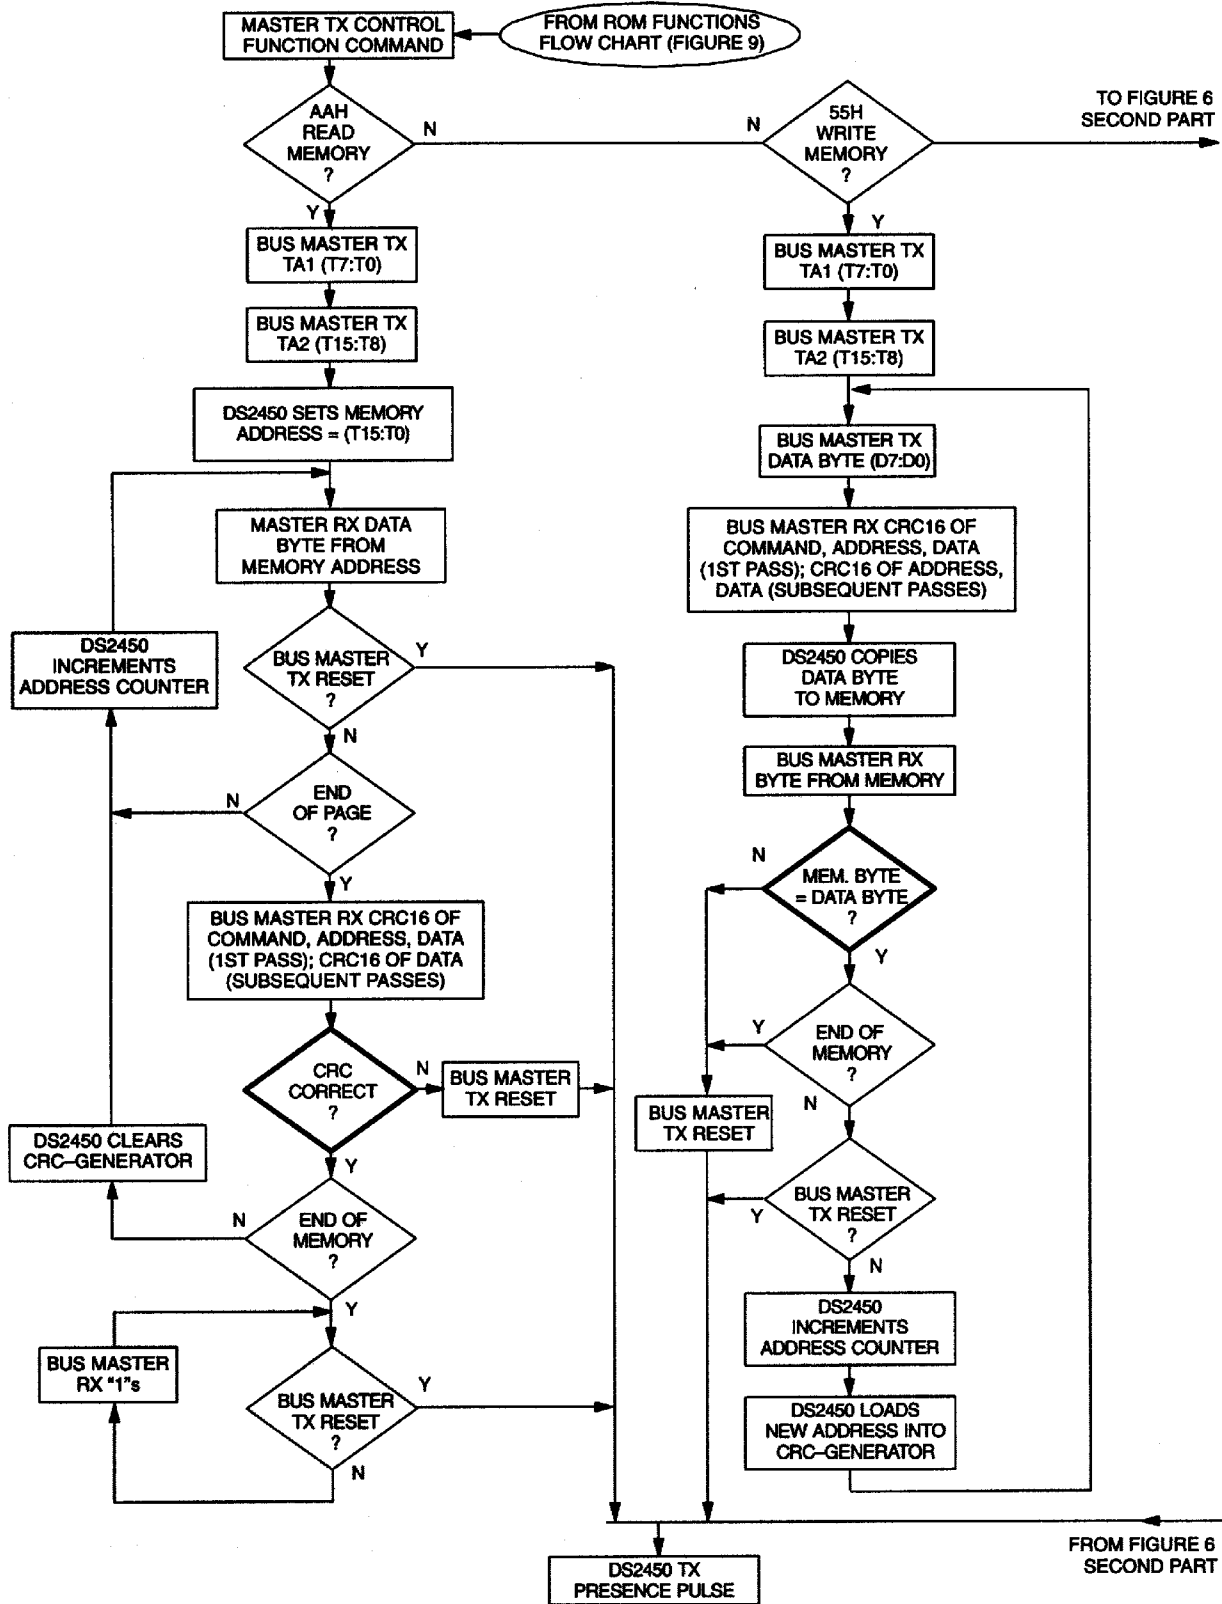 MASTER TX CONTROL
FUNCTION COMMAND
FROM ROM FUNCTIONS
FLOW CHART (FIGURE 9)
AAH
READ
MEMORY
?
N
Y
N
55H
WRITE
MEMORY
?
Y
TO FIGURE 6
SECOND PART
BUS MASTER TX
TA1 (T7:T0)
BUS MASTER TX
TA2 (T15:T8)
DS2450 SETS MEMORY
ADDRESS = (T15:T0)
MASTER RX DATA
BYTE FROM
MEMORY ADDRESS
BUS MASTER
TX RESET
?
Y
N
DS2450
INCREMENTS
ADDRESS COUNTER
END
OF PAGE
?
N
Y
BUS MASTER RX CRC16 OF
COMMAND, ADDRESS, DATA
(1ST PASS); CRC16 OF DATA
(SUBSEQUENT PASSES)
CRC
CORRECT
?
N
Y
BUS MASTER
TX RESET
DS2450 CLEARS
CRC–GENERATOR
END OF
MEMORY
?
N
Y
BUS MASTER
RX "1"s
BUS MASTER
TX RESET
?
Y
N
BUS MASTER TX
TA1 (T7:T0)
BUS MASTER TX
TA2 (T15:T8)
BUS MASTER TX
DATA BYTE (D7:D0)
BUS MASTER RX CRC16 OF
COMMAND, ADDRESS, DATA
(1ST PASS); CRC16 OF ADDRESS,
DATA (SUBSEQUENT PASSES)
DS2450 COPIES
DATA BYTE
TO MEMORY
BUS MASTER RX
BYTE FROM MEMORY
MEM. BYTE
= DATA BYTE
?
N
Y
END OF
MEMORY
?
Y
N
BUS MASTER
TX RESET
BUS MASTER
TX RESET
?
Y
N
DS2450
INCREMENTS
ADDRESS COUNTER
DS2450 LOADS
NEW ADDRESS INTO
CRC–GENERATOR
FROM FIGURE 6
SECOND PART
DS2450 TX
PRESENCE PULSE